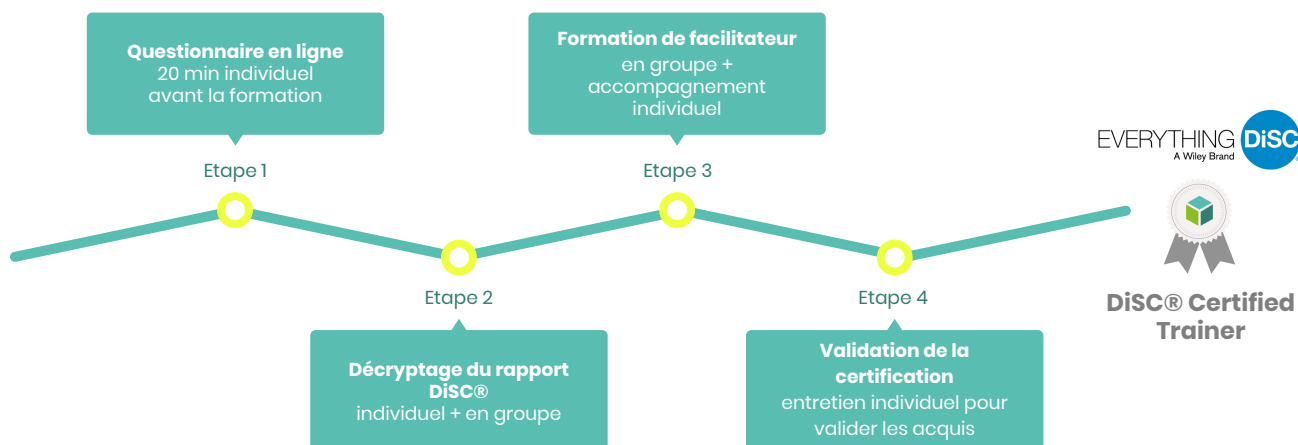 Questionnaire en ligne
20 min individuel
avant la formation
Etape 1
Décryptage du rapport
DiSC®
individuel + en groupe
Etape 2
Formation de facilitateur
en groupe +
accompagnement
individuel
Etape 3
Validation de la
certification
entretien individuel pour
valider les acquis
Etape 4
EVERYTHING DiSC
A Wiley Brand
DiSC® Certified
Trainer